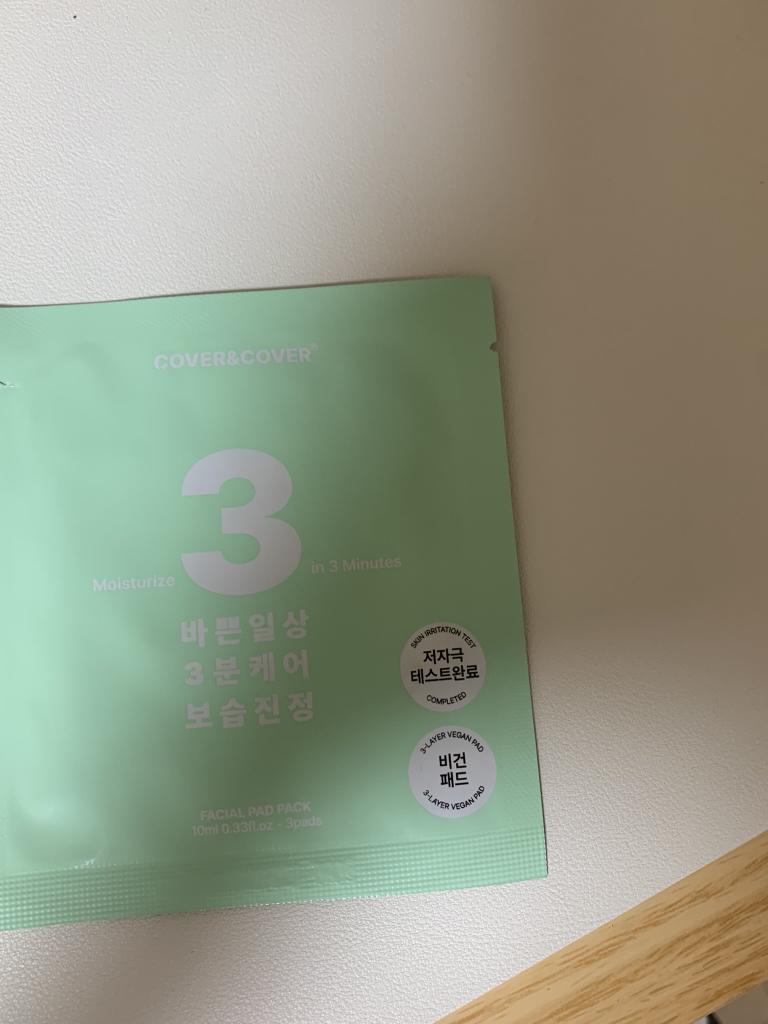 COVER&COVER®
3
Moisturize in 3 Minutes
바쁜일상
3분케어
보습진정
SKIN IRRITATION TEST
저자극
테스트완료
COMPLETED
3-LAYER VEGAN PAD
비건
패드
3-LAYER VEGAN PAD
FACIAL PAD PACK
10ml 0.33fl.oz - 3pads